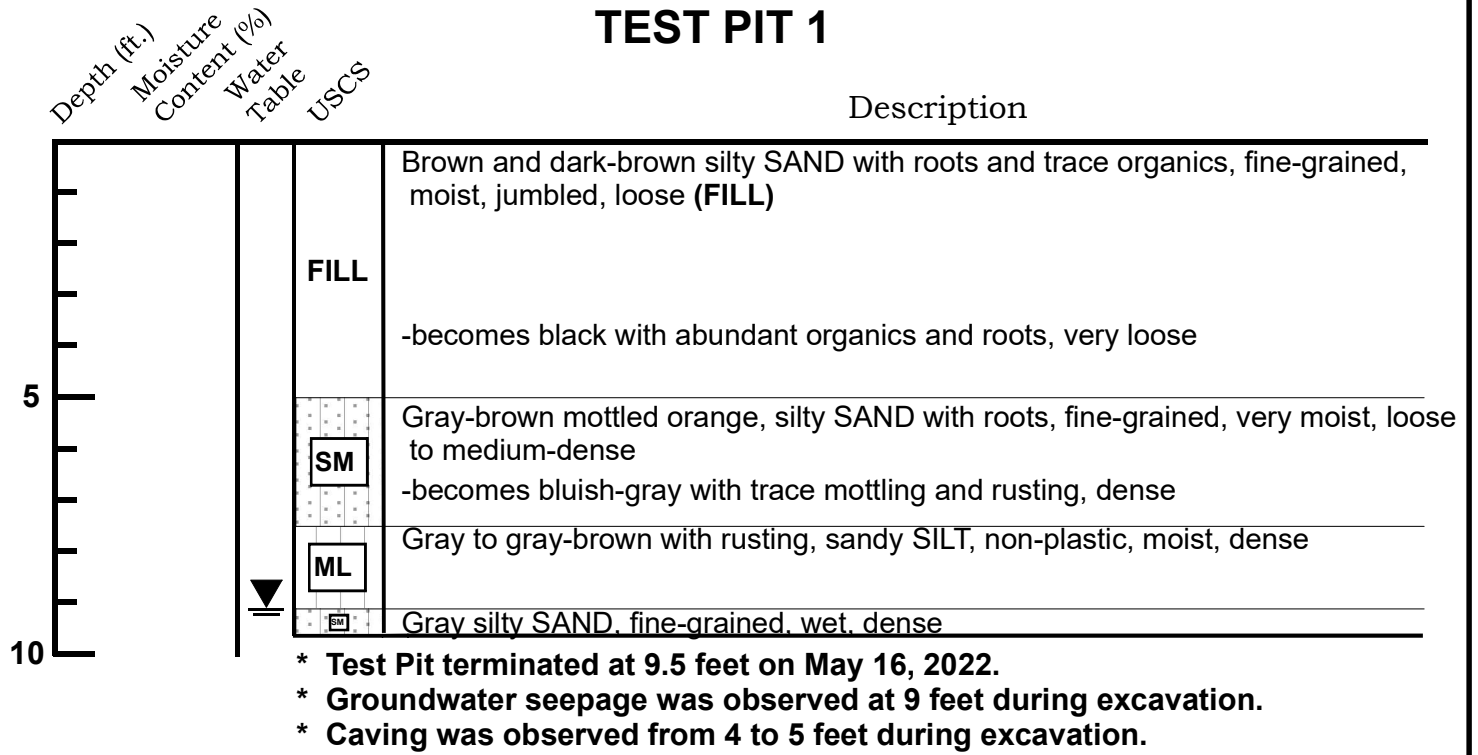 TEST PIT 1
Depth (ft.)
Moisture
Content (%)
Water
Table
USCS
Description
Brown and dark-brown silty SAND with roots and trace organics, fine-grained,
moist, jumbled, loose (FILL)
FILL
-becomes black with abundant organics and roots, very loose
5
Gray-brown mottled orange, silty SAND with roots, fine-grained, very moist, loose
to medium-dense
SM
-becomes bluish-gray with trace mottling and rusting, dense
Gray to gray-brown with rusting, sandy SILT, non-plastic, moist, dense
ML
SM
Gray silty SAND, fine-grained, wet, dense
10
* Test Pit terminated at 9.5 feet on May 16, 2022.
* Groundwater seepage was observed at 9 feet during excavation.
* Caving was observed from 4 to 5 feet during excavation.